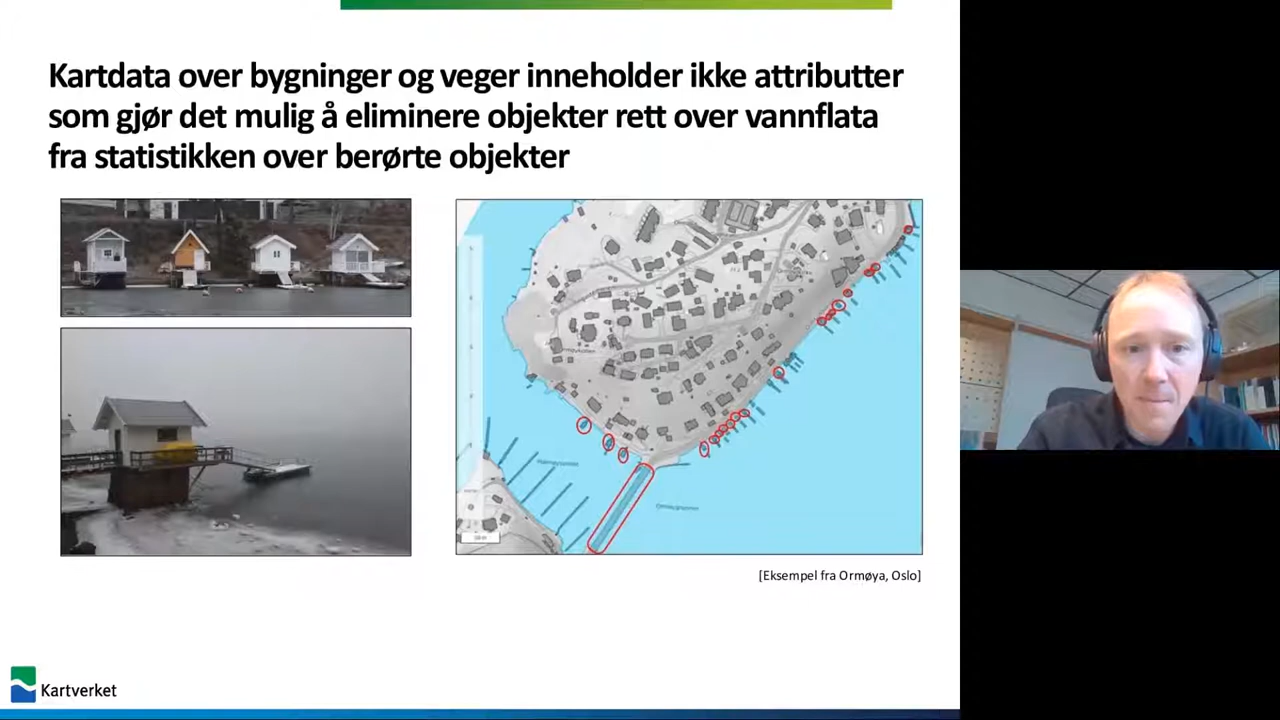 Kartdata over bygninger og veger inneholder ikke attributter
som gjør det mulig å eliminere objekter rett over vannflata
fra statistikken over berørte objekter
[Eksempel fra Ormøya, Oslo]
Kartverket